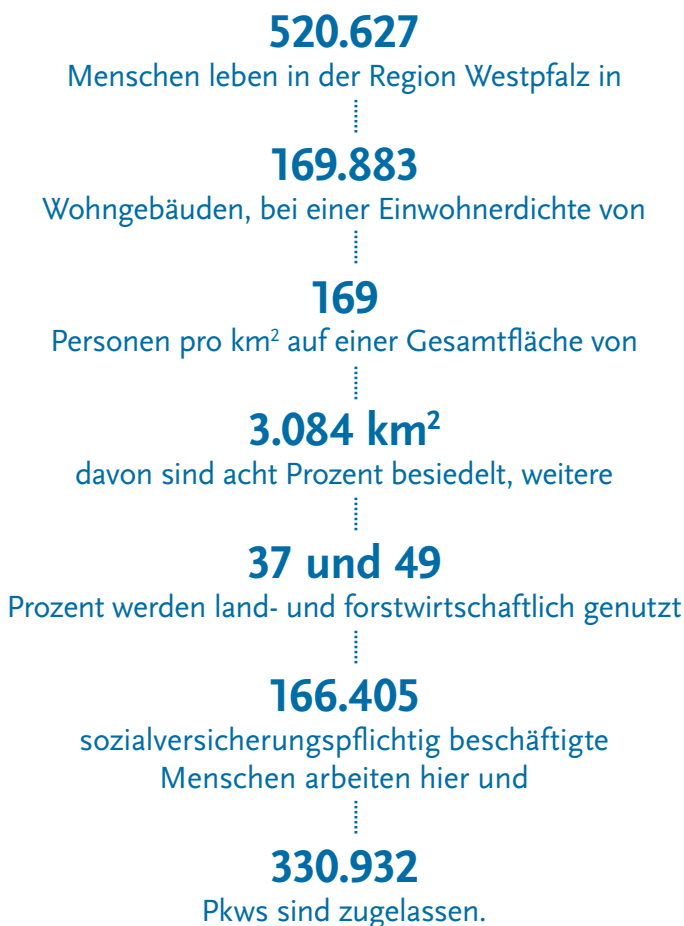 520.627
Menschen leben in der Region Westpfalz in
169.883
Wohngebäuden, bei einer Einwohnerdichte von
169
Personen pro km² auf einer Gesamtfläche von
3.084 km²
davon sind acht Prozent besiedelt, weitere
37 und 49
Prozent werden land- und forstwirtschaftlich genutzt
166.405
sozialversicherungspflichtig beschäftigte
Menschen arbeiten hier und
330.932
Pkws sind zugelassen.